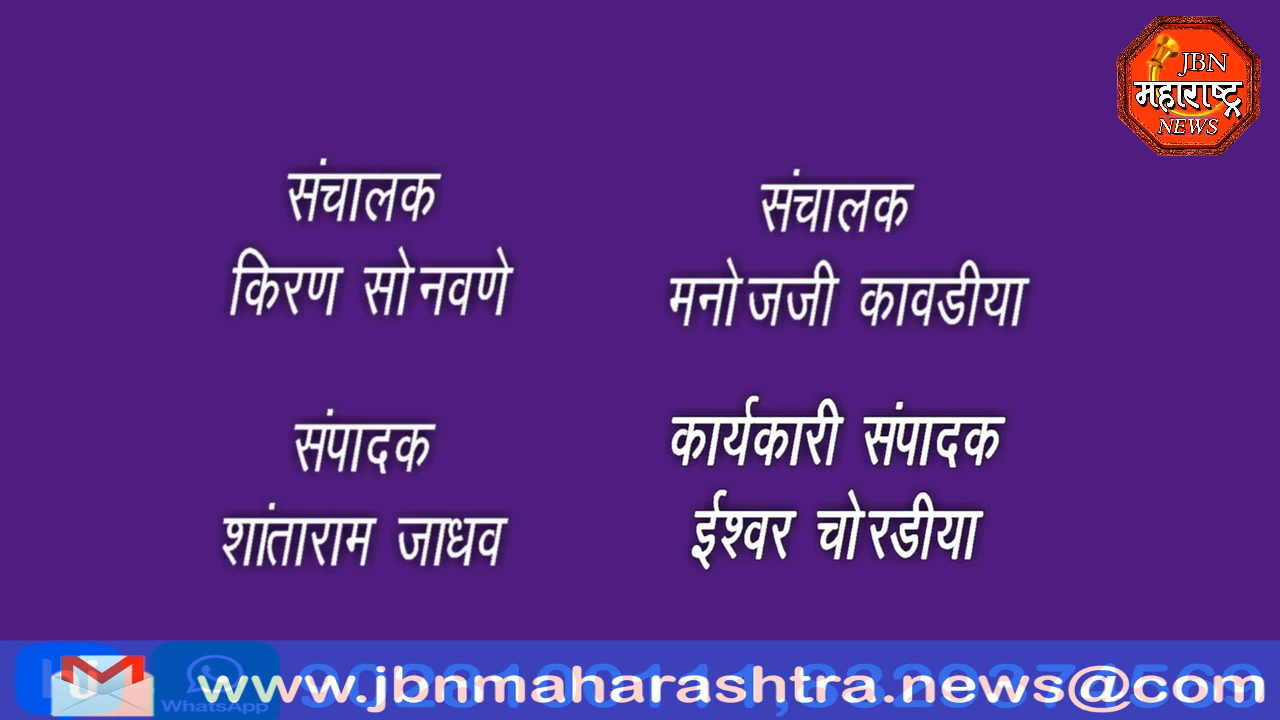 JBN
महाराष्ट्र
NEWS
संचालक
किरण सोनवणे
संचालक
मनोजजी कावडीया
संपादक
शांताराम जाधव
कार्यकारी संपादक
ईश्वर चोरडीया
WhatsApp
www.jbnmaharashtra.news@com